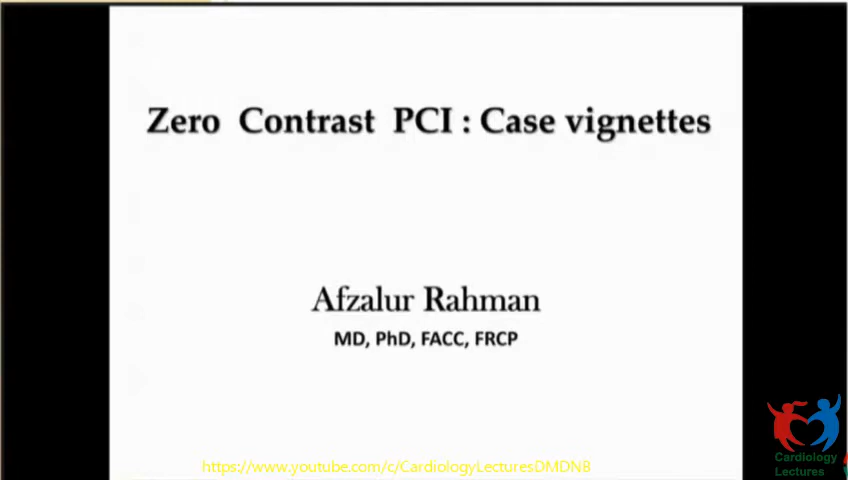 Zero Contrast PCI : Case vignettes
Afzalur Rahman
MD, PhD, FACC, FRCP
https://www.youtube.com/c/CardiologyLecturesDMDNB
Cardiology
Lectures